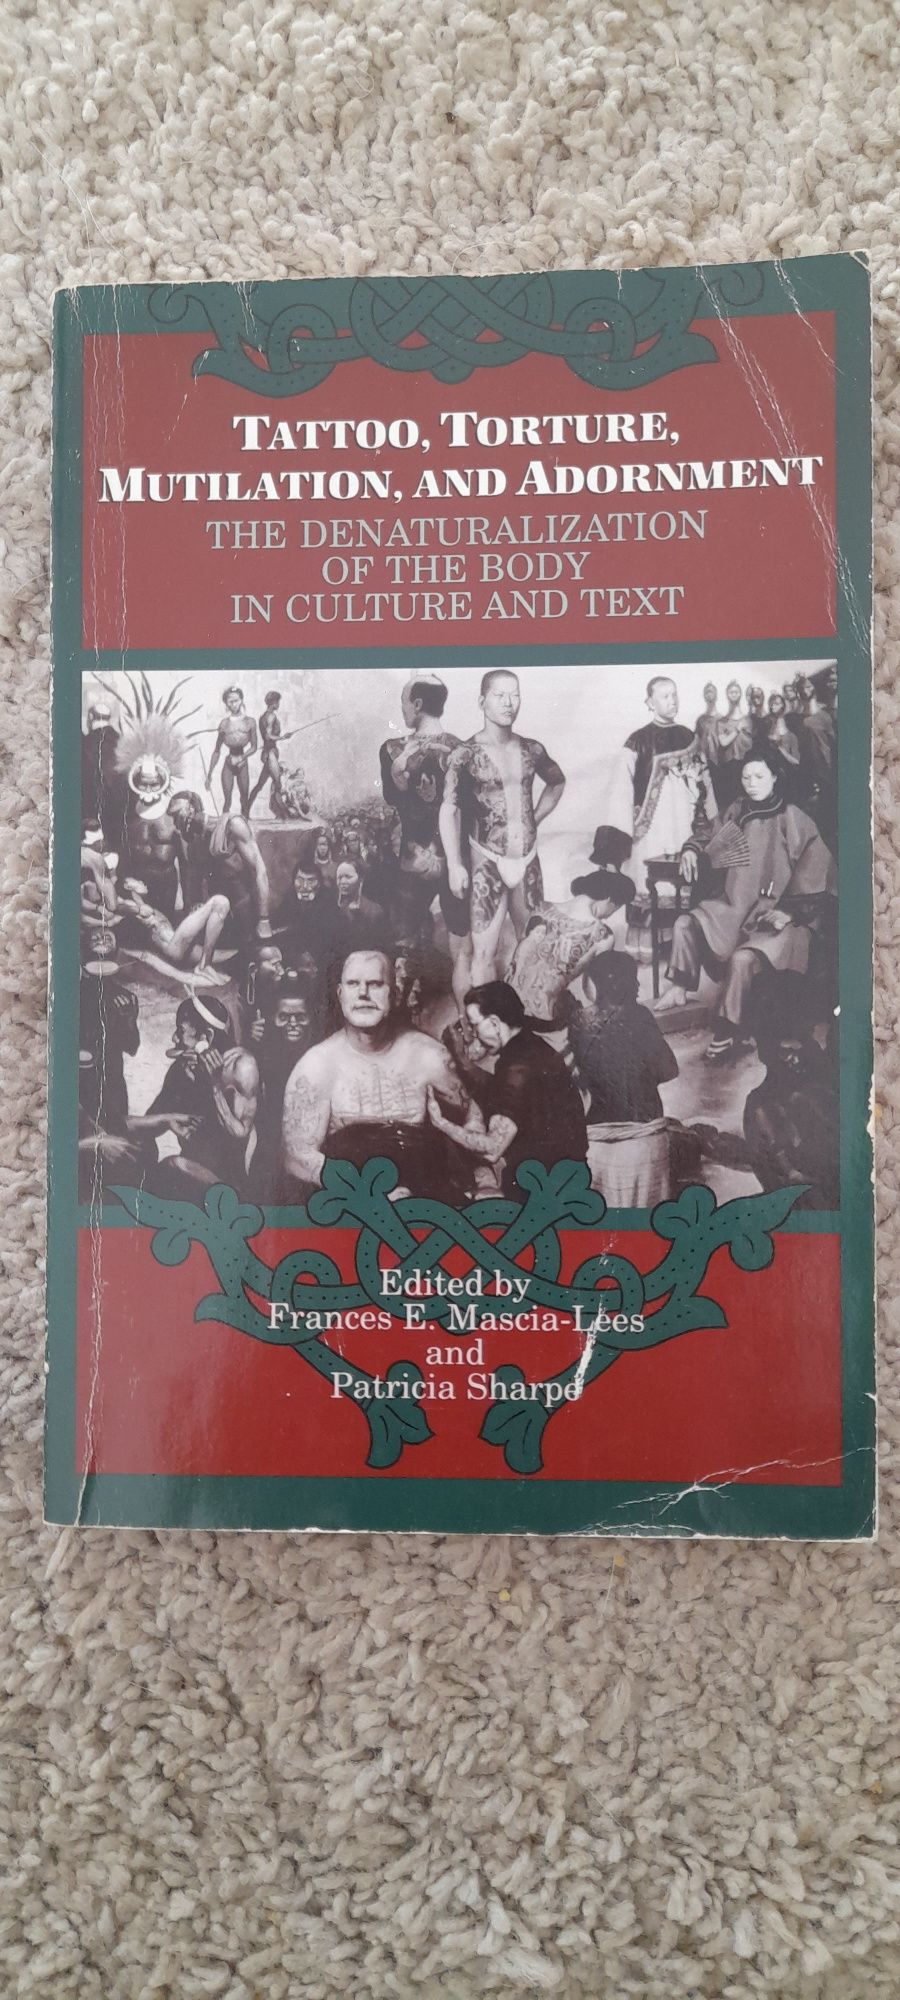 TATTOO, TORTURE,
MUTILATION, AND ADORNMENT
THE DENATURALIZATION
OF THE BODY
IN CULTURE AND TEXT
Edited by
Frances E. Mascia-Lees
and
Patricia Sharpe